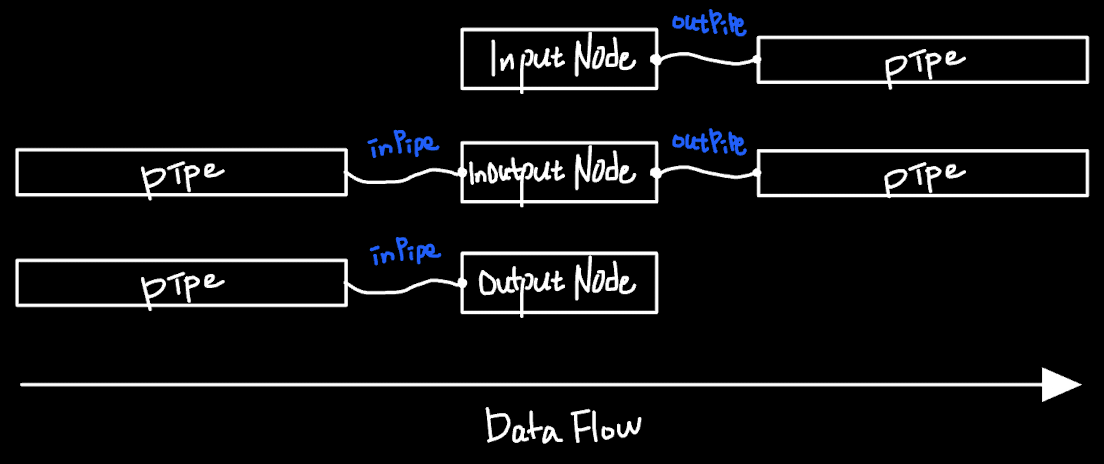 outPipe
Input Node pipe
inPipe outPipe
pipe InOutput Node pipe
inPipe
pipe Output Node
Data Flow